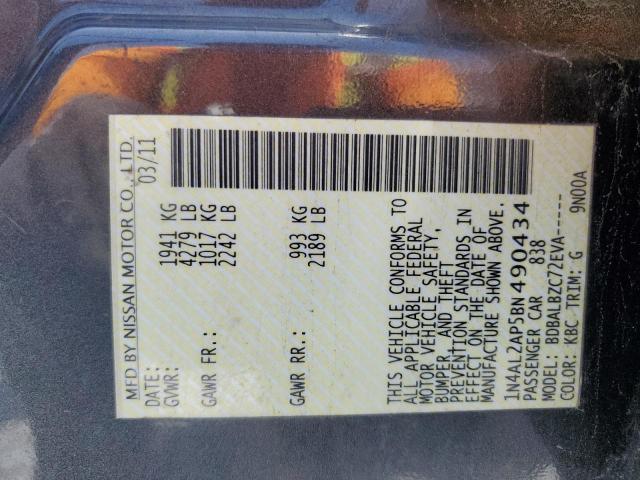 MFD BY NISSAN MOTOR CO., LTD.
DATE: 03/11
GVWR: 1941 KG
4279 LB
GAWR FR.: 1017 KG
2242 LB
GAWR RR.: 993 KG
2189 LB
THIS VEHICLE CONFORMS TO
ALL APPLICABLE FEDERAL
MOTOR VEHICLE SAFETY,
BUMPER, AND THEFT
PREVENTION STANDARDS IN
EFFECT ON THE DATE OF
MANUFACTURE SHOWN ABOVE.
1N4AL2AP5BN490434
PASSENGER CAR 838
MODEL: BDBALBZC72EVA-----
COLOR: KBC TRIM: G 9N00A